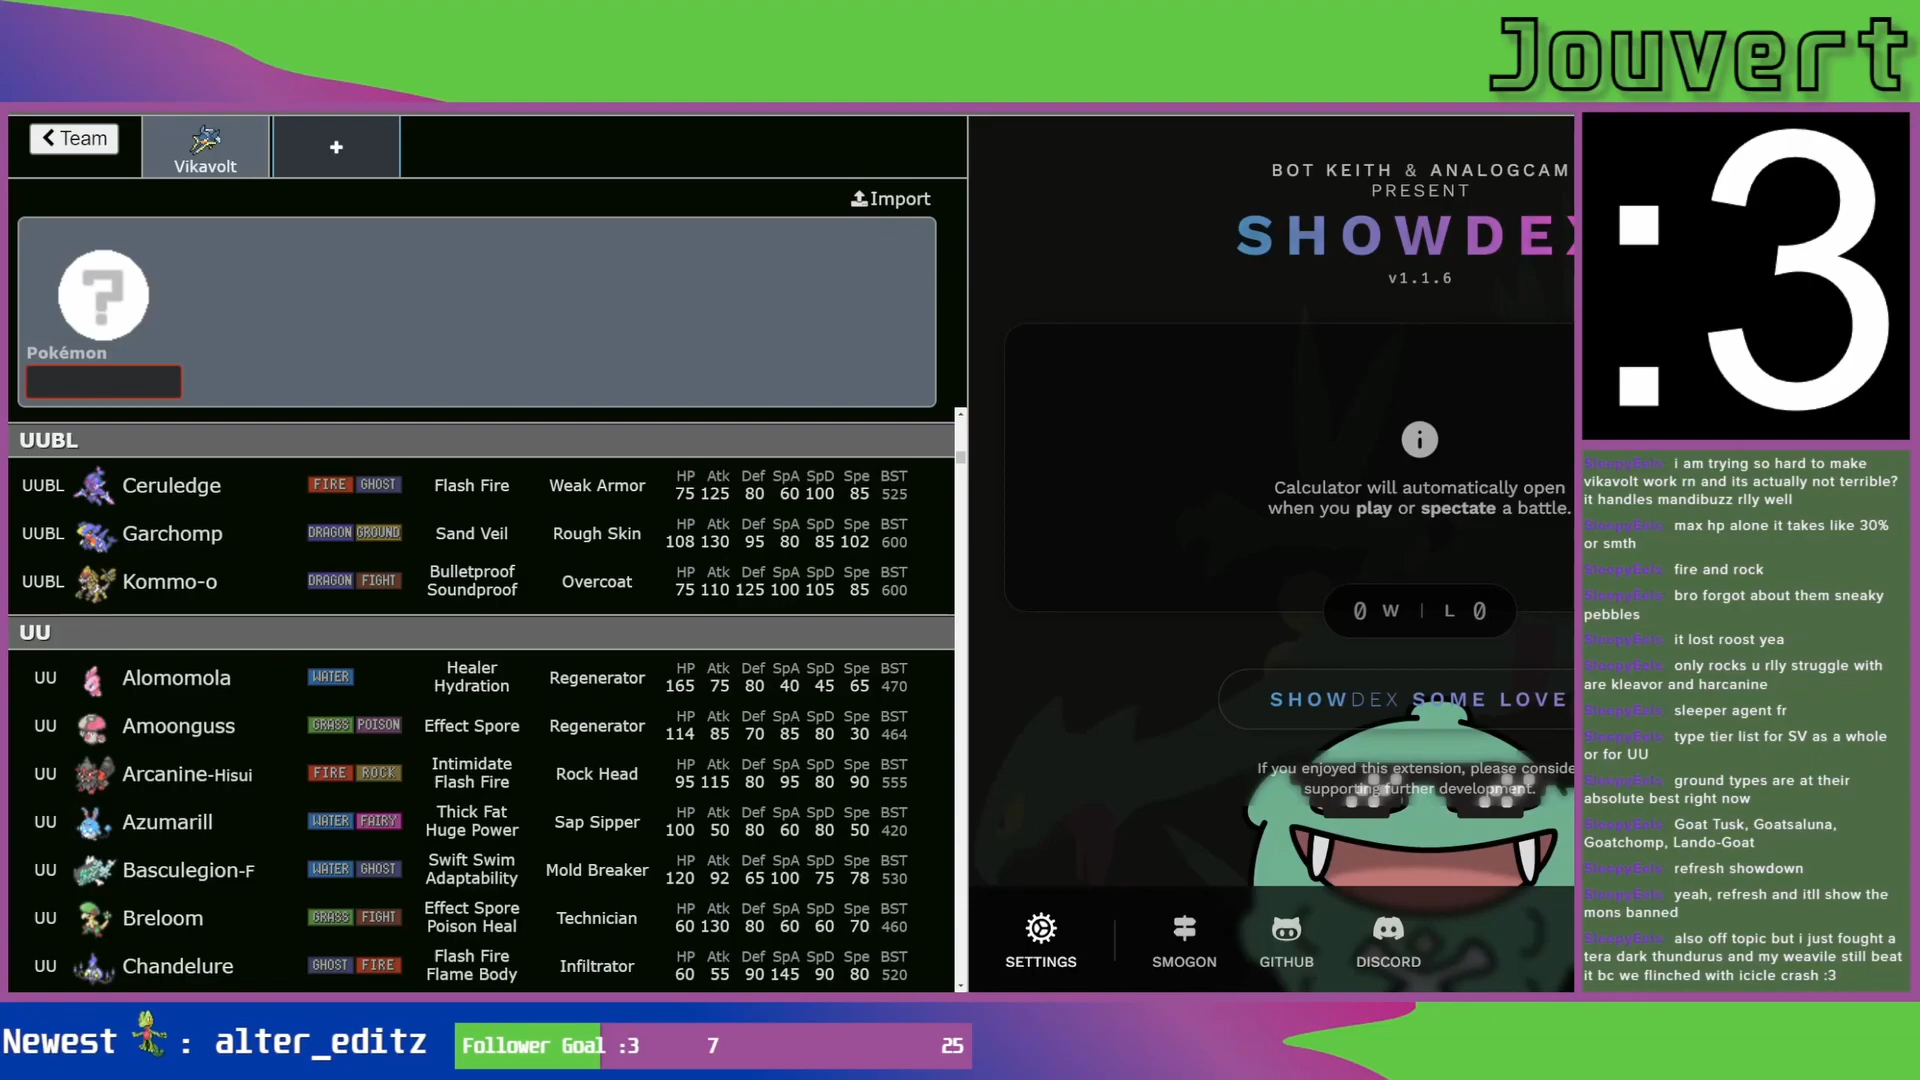 Jouvert
Team
Vikavolt
+
Import
Pokémon
UUBL
UUBL Ceruledge FIRE GHOST Flash Fire Weak Armor HP 75 Atk 125 Def 80 SpA 60 SpD 100 Spe 85 BST 525
UUBL Garchomp DRAGON GROUND Sand Veil Rough Skin HP 108 Atk 130 Def 95 SpA 80 SpD 85 Spe 102 BST 600
UUBL Kommo-o DRAGON FIGHT Bulletproof Soundproof Overcoat HP 75 Atk 110 Def 125 SpA 100 SpD 105 Spe 85 BST 600
UU
UU Alomomola WATER Healer Hydration Regenerator HP 165 Atk 75 Def 80 SpA 40 SpD 45 Spe 65 BST 470
UU Amoonguss GRASS POISON Effect Spore Regenerator HP 114 Atk 85 Def 70 SpA 85 SpD 80 Spe 30 BST 464
UU Arcanine-Hisui FIRE ROCK Intimidate Flash Fire Rock Head HP 95 Atk 115 Def 80 SpA 95 SpD 80 Spe 90 BST 555
UU Azumarill WATER FAIRY Thick Fat Huge Power Sap Sipper HP 100 Atk 50 Def 80 SpA 60 SpD 80 Spe 50 BST 420
UU Basculegion-F WATER GHOST Swift Swim Adaptability Mold Breaker HP 120 Atk 92 Def 65 SpA 100 SpD 75 Spe 78 BST 530
UU Breloom GRASS FIGHT Effect Spore Poison Heal Technician HP 60 Atk 130 Def 80 SpA 60 SpD 60 Spe 70 BST 460
UU Chandelure GHOST FIRE Flash Fire Flame Body Infiltrator HP 60 Atk 55 Def 90 SpA 145 SpD 90 Spe 80 BST 520
BOT KEITH & ANALOGCAM
PRESENT
SHOWDEX
v1.1.6
Calculator will automatically open
when you play or spectate a battle.
0 W | L 0
SHOWDEX SOME LOVE
If you enjoyed this extension, please conside
supporting further development.
SETTINGS
SMOGON
GITHUB
DISCORD
:3
SleepyEels i am trying so hard to make
vikavolt work rn and its actually not terrible?
it handles mandibuzz rlly well
SleepyEels max hp alone it takes like 30%
or smth
SleepyEels fire and rock
SleepyEels bro forgot about them sneaky
pebbles
SleepyEels it lost roost yea
SleepyEels only rocks u rlly struggle with
are kleavor and harcanine
SleepyEels sleeper agent fr
SleepyEels type tier list for SV as a whole
or for UU
SleepyEels ground types are at their
absolute best right now
SleepyEels Goat Tusk, Goatsaluna,
Goatchomp, Lando-Goat
SleepyEels refresh showdown
SleepyEels yeah, refresh and itll show the
mons banned
SleepyEels also off topic but i just fought a
tera dark thundurus and my weavile still beat
it bc we flinched with icicle crash :3
Newest : alter_editz
Follower Goal :3 7 25